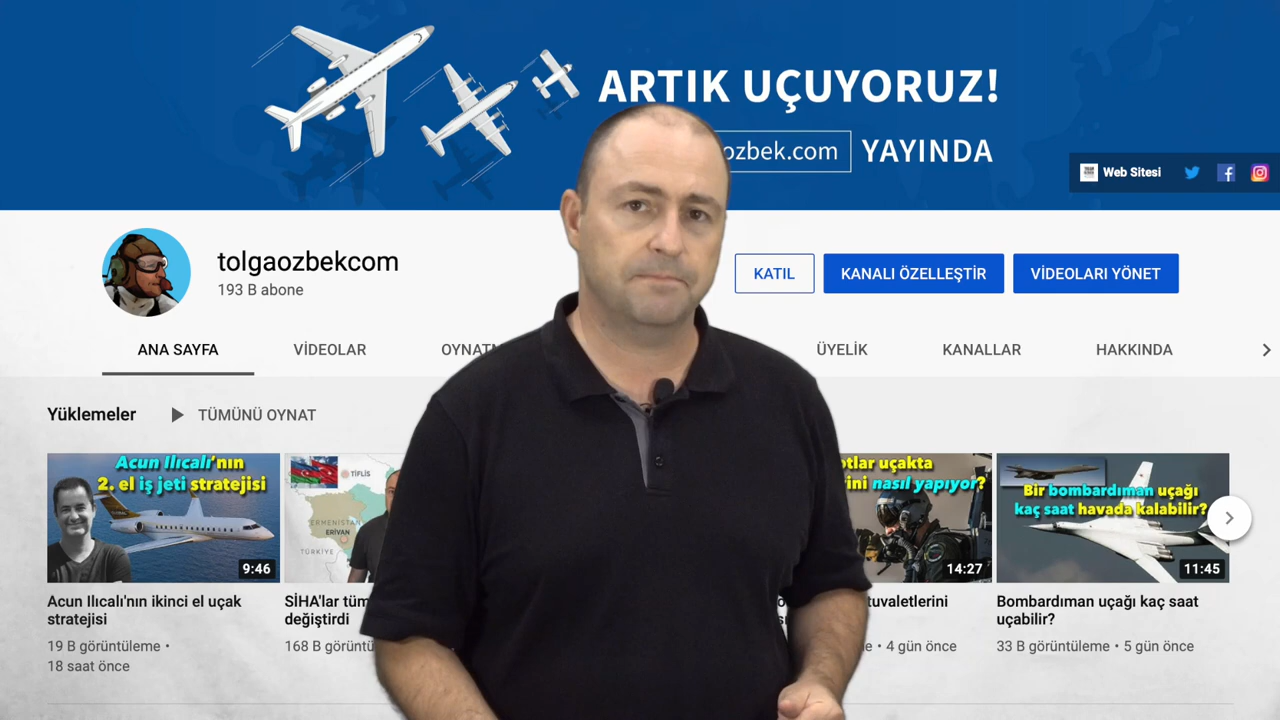 ARTIK UÇUYORUZ!
ozbek.com YAYINDA
Web Sitesi
tolgaozbekcom
193 B abone
KATIL
KANALI ÖZELLEŞTİR
VİDEOLARI YÖNET
ANA SAYFA
VİDEOLAR
OYNATM
ÜYELİK
KANALLAR
HAKKINDA
Yüklemeler
TÜMÜNÜ OYNAT
Acun Ilıcalı'nın
2. el iş jeti stratejisi
9:46
TİFLİS
ERMENİSTAN
ERİVAN
TÜRKİYE
otlar uçakta
rini nasıl yapıyor?
14:27
Bir bombardıman uçağı
kaç saat havada kalabilir?
11:45
Acun Ilıcalı'nın ikinci el uçak
stratejisi
19 B görüntüleme •
18 saat önce
SİHA'lar tüm
değiştirdi
168 B görüntü
tuvaletlerini
e • 4 gün önce
Bombardıman uçağı kaç saat
uçabilir?
33 B görüntüleme • 5 gün önce